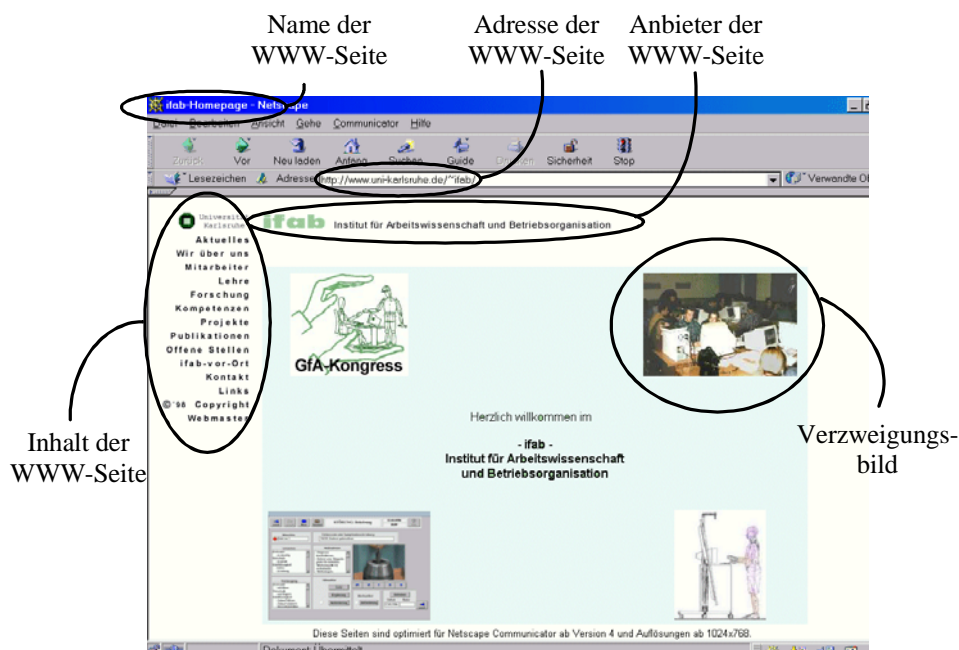 Name der
WWW-Seite
Adresse der
WWW-Seite
Anbieter der
WWW-Seite
ifab-Homepage - Netscape
Datei Bearbeiten Ansicht Gehe Communicator Hilfe
Zurück Vor Neu laden Anfang Suchen Guide Drucken Sicherheit Stop
Lesezeichen Adresse http://www.uni-karlsruhe.de/~ifab/ Verwandte Ob
Universität
Karlsruhe
ifab Institut für Arbeitswissenschaft und Betriebsorganisation
Aktuelles
Wir über uns
Mitarbeiter
Lehre
Forschung
Kompetenzen
Projekte
Publikationen
Offene Stellen
ifab-vor-Ort
Kontakt
Links
©'98 Copyright
Webmaster
GfA-Kongress
Herzlich willkommen im
- ifab -
Institut für Arbeitswissenschaft
und Betriebsorganisation
Inhalt der
WWW-Seite
Verzweigungs-
bild
Diese Seiten sind optimiert für Netscape Communicator ab Version 4 und Auflösungen ab 1024x768.
Dokument: Übermittelt